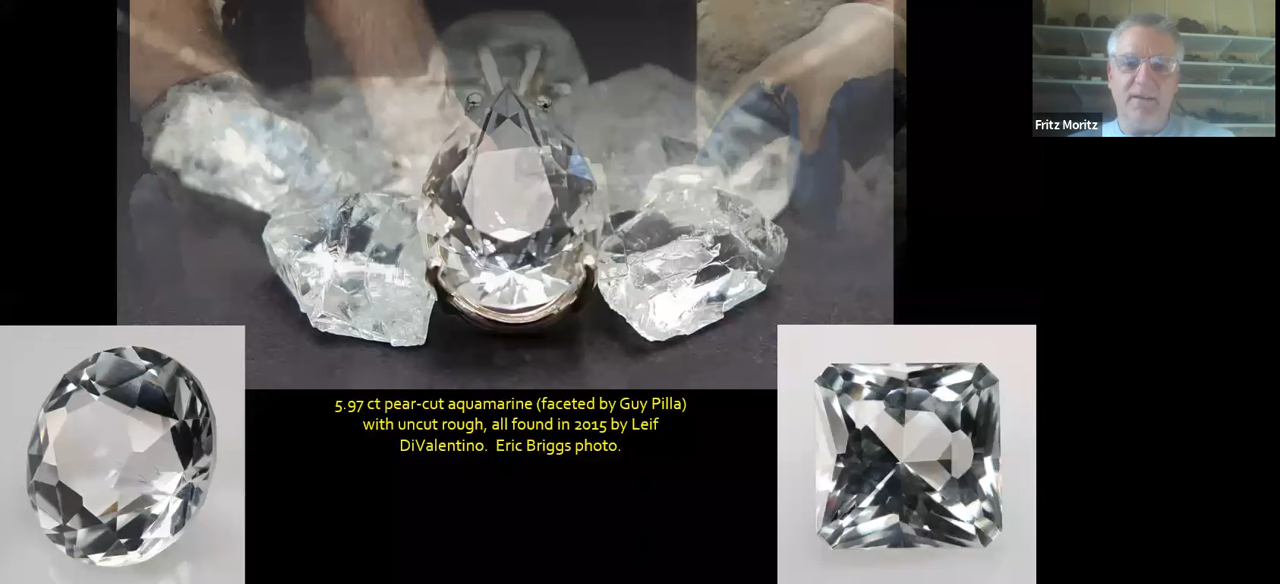 Fritz Moritz
5.97 ct pear-cut aquamarine (faceted by Guy Pilla)
with uncut rough, all found in 2015 by Leif
DiValentino.  Eric Briggs photo.